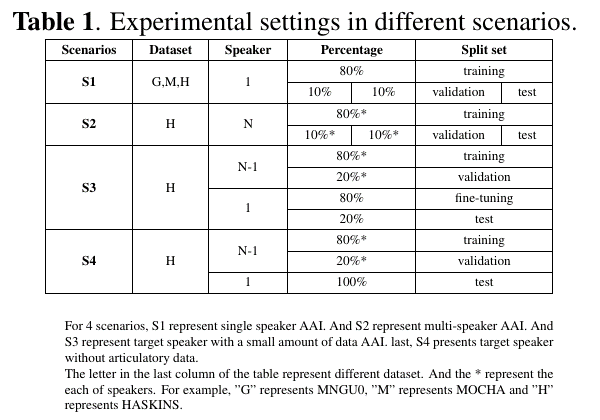 Table 1. Experimental settings in different scenarios.
Scenarios Dataset Speaker Percentage Split set
S1 G,M,H 1 80% training
10% 10% validation test
S2 H N 80%* training
10%* 10%* validation test
S3 H N-1 80%* training
20%* validation
1 80% fine-tuning
20% test
S4 H N-1 80%* training
20%* validation
1 100% test
For 4 scenarios, S1 represent single speaker AAI. And S2 represent multi-speaker AAI. And
S3 represent target speaker with a small amount of data AAI. last, S4 presents target speaker
without articulatory data.
The letter in the last column of the table represent different dataset. And the * represent the
each of speakers. For example, ”G” represents MNGU0, ”M” represents MOCHA and ”H”
represents HASKINS.